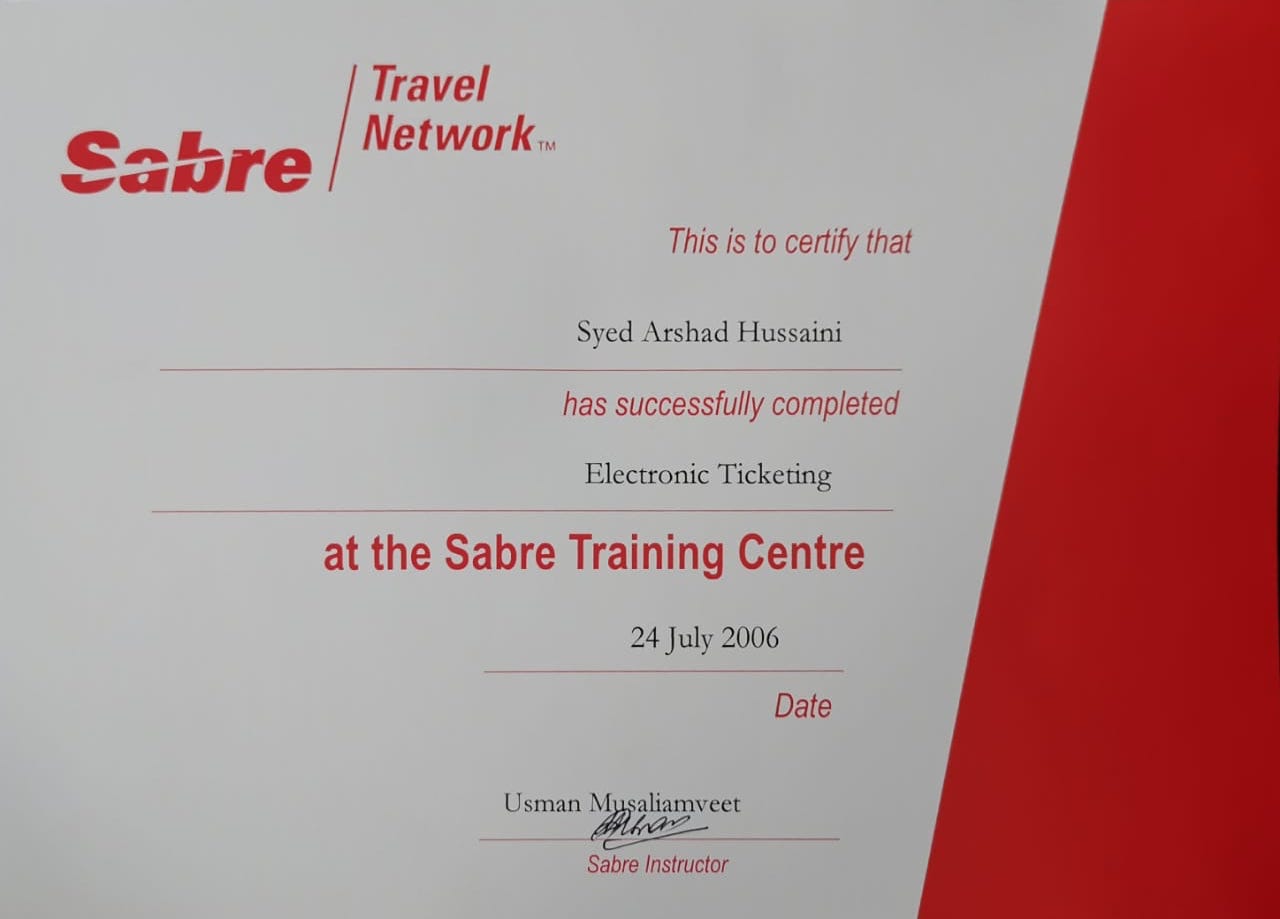 Sabre
Travel
Network™
This is to certify that
Syed Arshad Hussaini
has successfully completed
Electronic Ticketing
at the Sabre Training Centre
24 July 2006
Date
Usman Musaliamveet
Sabre Instructor